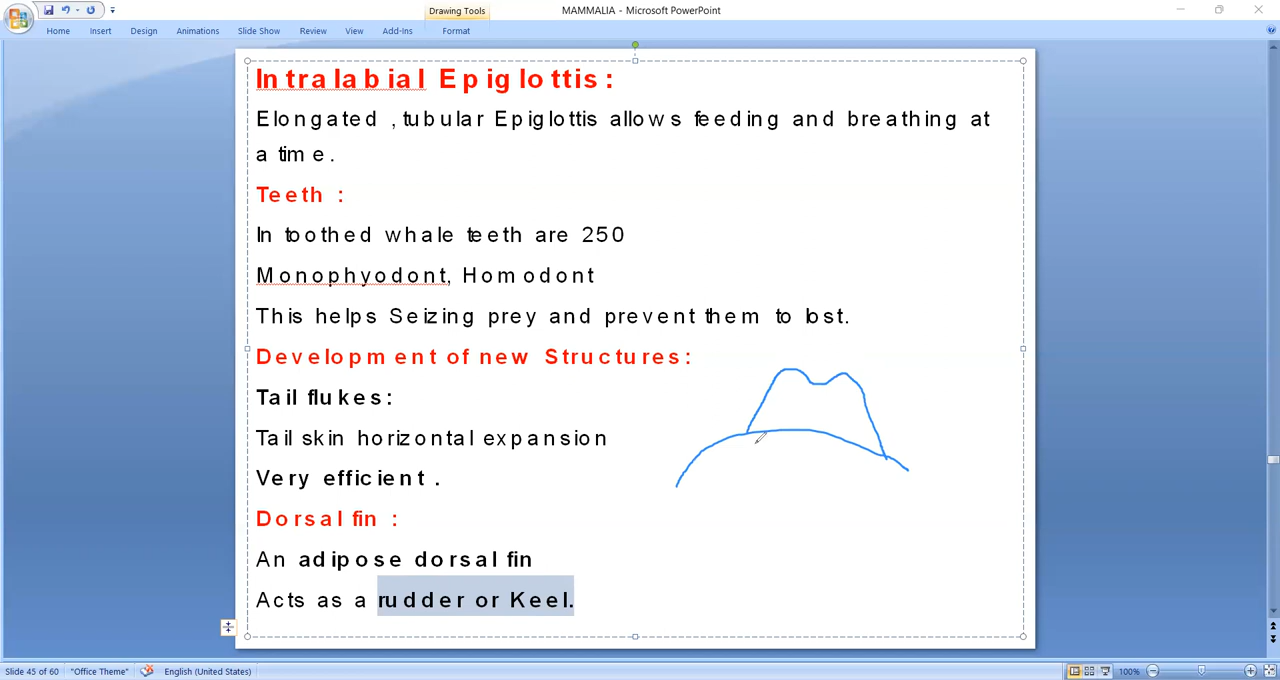 Drawing Tools
MAMMALIA - Microsoft PowerPoint
Home Insert Design Animations Slide Show Review View Add-Ins Format
Intralabial Epiglottis:
Elongated ,tubular Epiglottis allows feeding and breathing at
a time.
Teeth :
In toothed whale teeth are 250
Monophyodont, Homodont
This helps Seizing prey and prevent them to lost.
Development of new Structures:
Tail flukes:
Tail skin horizontal expansion
Very efficient .
Dorsal fin :
An adipose dorsal fin
Acts as a rudder or Keel.
Slide 45 of 60 "Office Theme" English (United States) 100%